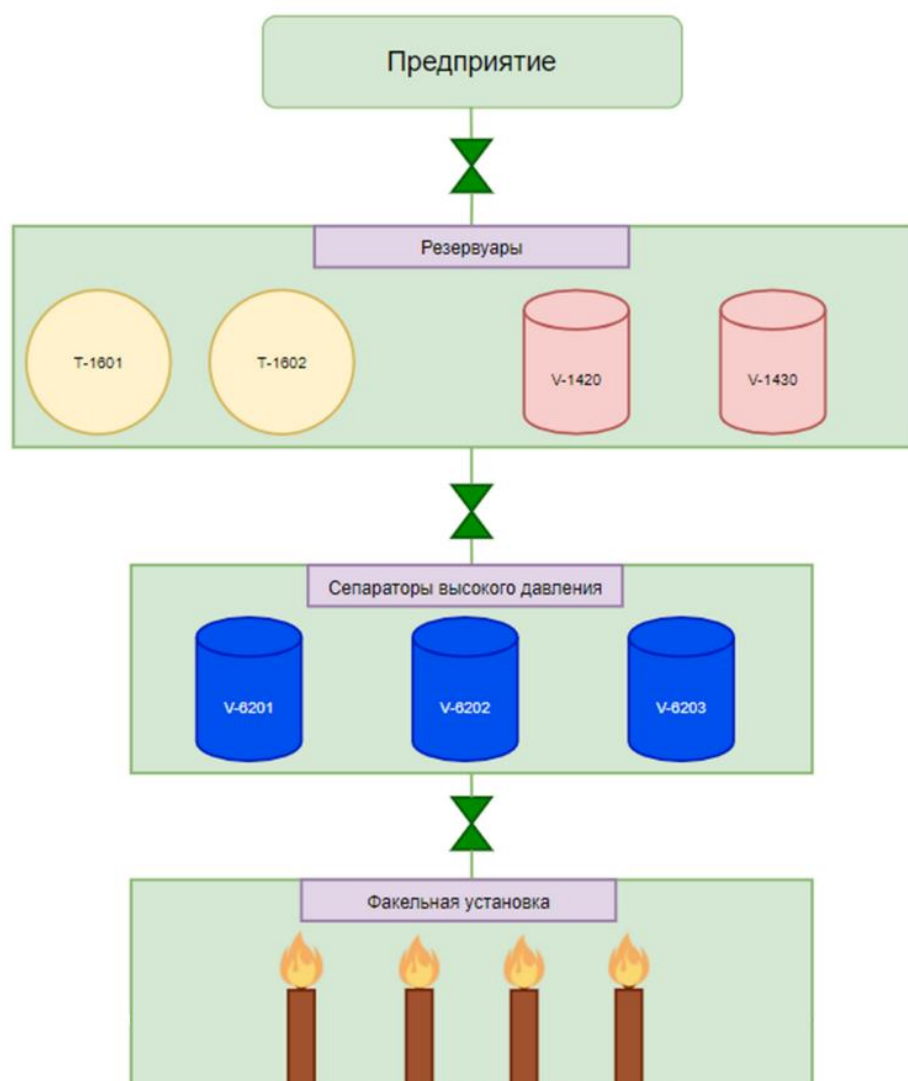 Предприятие
Резервуары
T-1601
T-1602
V-1420
V-1430
Сепараторы высокого давления
V-6201
V-6202
V-6203
Факельная установка